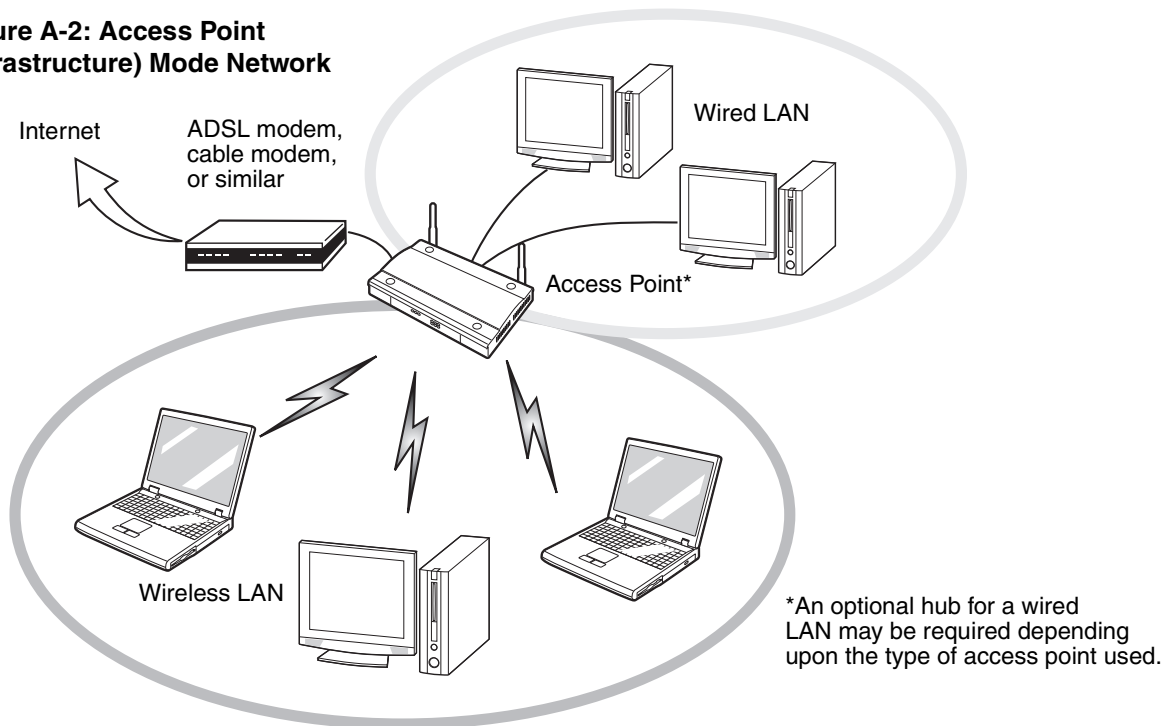 ure A-2: Access Point
rastructure) Mode Network
Internet
ADSL modem,
cable modem,
or similar
Wired LAN
Access Point*
Wireless LAN
*An optional hub for a wired
LAN may be required depending
upon the type of access point used.